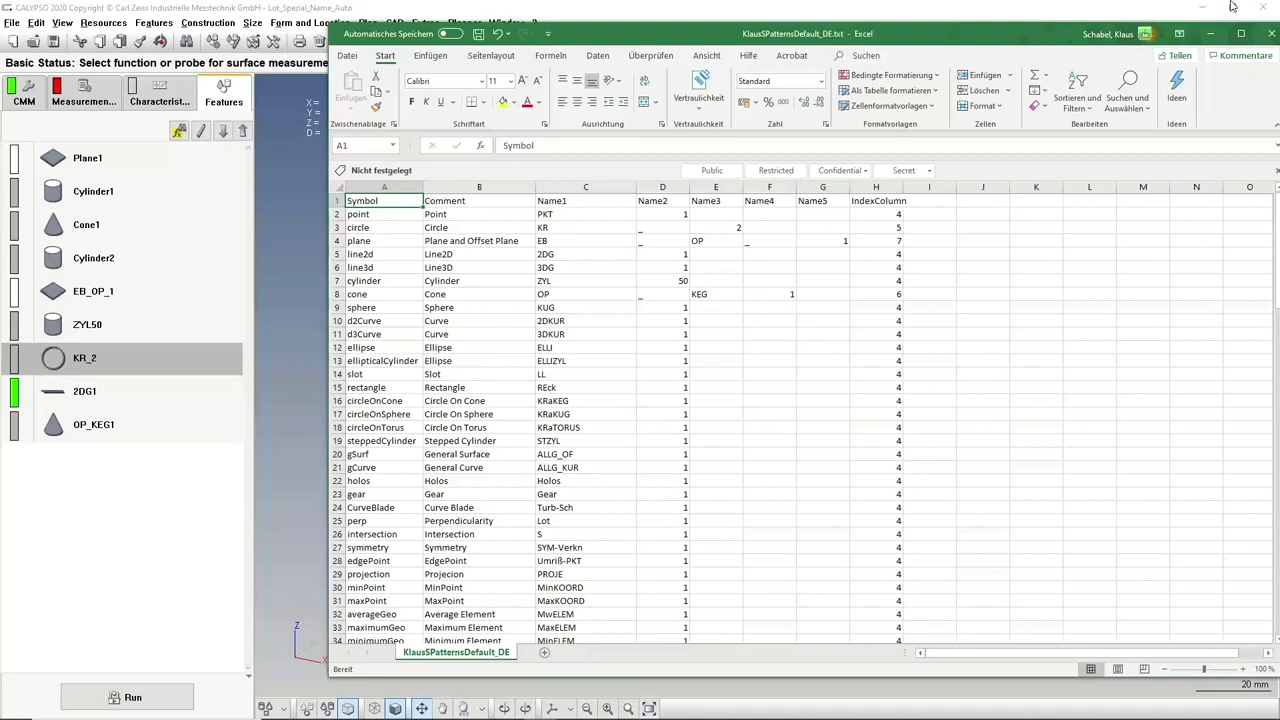 CALYPSO 2020 Copyright © Carl Zeiss Industrielle Messtechnik GmbH - Lot_Spezial_Name_Auto
File Edit View Resources Features Construction Size Form and Location
Basic Status: Select function or probe for surface measureme
CMM Measuremen... Characterist... Features
Plane1
Cylinder1
Cone1
Cylinder2
EB_OP_1
ZYL50
KR_2
2DG1
OP_KEG1
Run
X =
Y =
Z =
D =
Automatisches Speichern KlausSPatternsDefault_DE.txt - Excel Schabel, Klaus
Datei Start Einfügen Seitenlayout Formeln Daten Überprüfen Ansicht Hilfe Acrobat Suchen Teilen Kommentare
Einfügen Calibri 11 Vertraulichkeit Standard Bedingte Formatierung Als Tabelle formatieren Zellenformatvorlagen Einfügen Löschen Format Sortieren und Filtern Suchen und Auswählen Ideen
Zwischenablage Schriftart Ausrichtung Vertraulichkeit Zahl Formatvorlagen Zellen Bearbeiten Ideen
A1 Symbol
Nicht festgelegt Public Restricted Confidential Secret
A B C D E F G H I J K L M N O
1 Symbol Comment Name1 Name2 Name3 Name4 Name5 IndexColumn
2 point Point PKT 1 4
3 circle Circle KR _ 2 5
4 plane Plane and Offset Plane EB _ OP _ 1 7
5 line2d Line2D 2DG 1 4
6 line3d Line3D 3DG 1 4
7 cylinder Cylinder ZYL 50 4
8 cone Cone OP _ KEG 1 6
9 sphere Sphere KUG 1 4
10 d2Curve Curve 2DKUR 1 4
11 d3Curve Curve 3DKUR 1 4
12 ellipse Ellipse ELLI 1 4
13 ellipticalCylinder Ellipse ELLIZYL 1 4
14 slot Slot LL 1 4
15 rectangle Rectangle REck 1 4
16 circleOnCone Circle On Cone KRaKEG 1 4
17 circleOnSphere Circle On Sphere KRaKUG 1 4
18 circleOnTorus Circle On Torus KRaTORUS 1 4
19 steppedCylinder Stepped Cylinder STZYL 1 4
20 gSurf General Surface ALLG_OF 1 4
21 gCurve General Curve ALLG_KUR 1 4
22 holos Holos Holos 1 4
23 gear Gear Gear 1 4
24 CurveBlade Curve Blade Turb-Sch 1 4
25 perp Perpendicularity Lot 1 4
26 intersection Intersection S 1 4
27 symmetry Symmetry SYM-Verkn 1 4
28 edgePoint EdgePoint Umriß-PKT 1 4
29 projection Projecion PROJE 1 4
30 minPoint MinPoint MinKOORD 1 4
31 maxPoint MaxPoint MaxKOORD 1 4
32 averageGeo Average Element MwELEM 1 4
33 maximumGeo Maximum Element MaxELEM 1 4
34 minimumGeo Minimum Element MinELEM 1 4
KlausSPatternsDefault_DE
Bereit 100 %
Z
X
20 mm